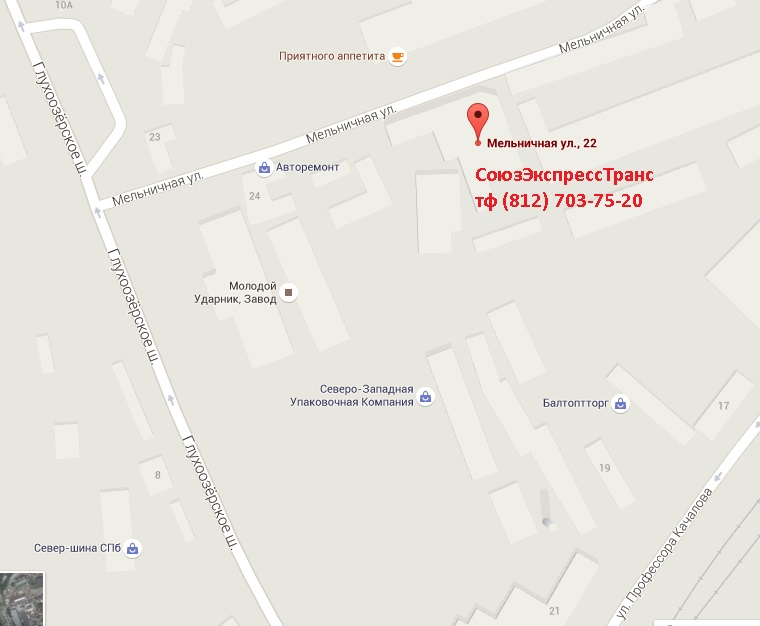 10А
Мельничная ул.
Приятного аппетита
Глухоозёрское ш.
Мельничная ул.
23
Мельничная ул., 22
Авторемонт
СоюзЭкспрессТранс
тф (812) 703-75-20
Мельничная ул.
24
Молодой
Ударник, Завод
Глухоозёрское ш.
Северо-Западная
Упаковочная Компания
Балтоптторг
17
Глухоозёрское ш.
19
8
Север-шина СПб
ул. Профессора Качалова
21